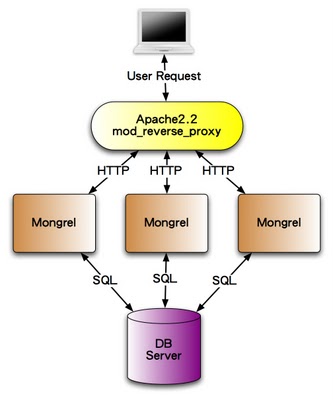 User Request
Apache2.2
mod_reverse_proxy
HTTP HTTP HTTP
Mongrel Mongrel Mongrel
SQL SQL SQL
DB
Server